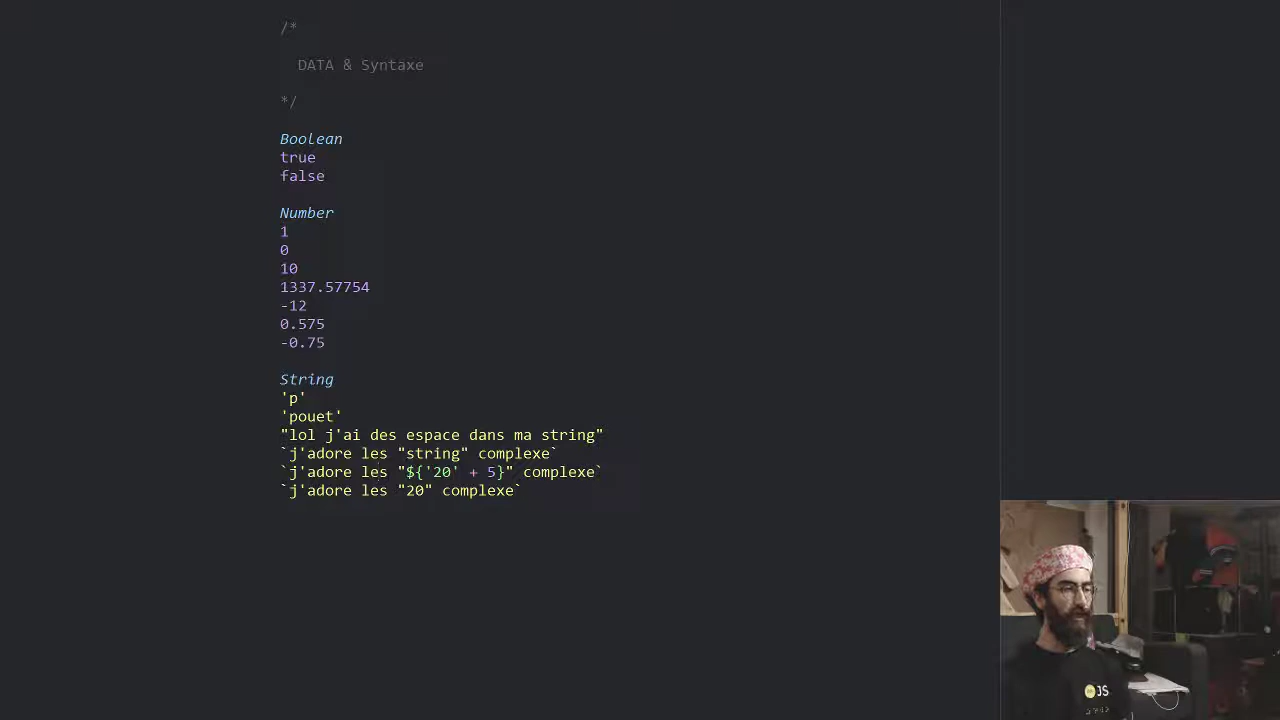 /*
DATA & Syntaxe
*/
Boolean
true
false
Number
1
0
10
1337.57754
-12
0.575
-0.75
String
'p'
'pouet'
"lol j'ai des espace dans ma string"
`j'adore les "string" complexe`
`j'adore les "${'20' + 5}" complexe`
`j'adore les "20" complexe`
JS